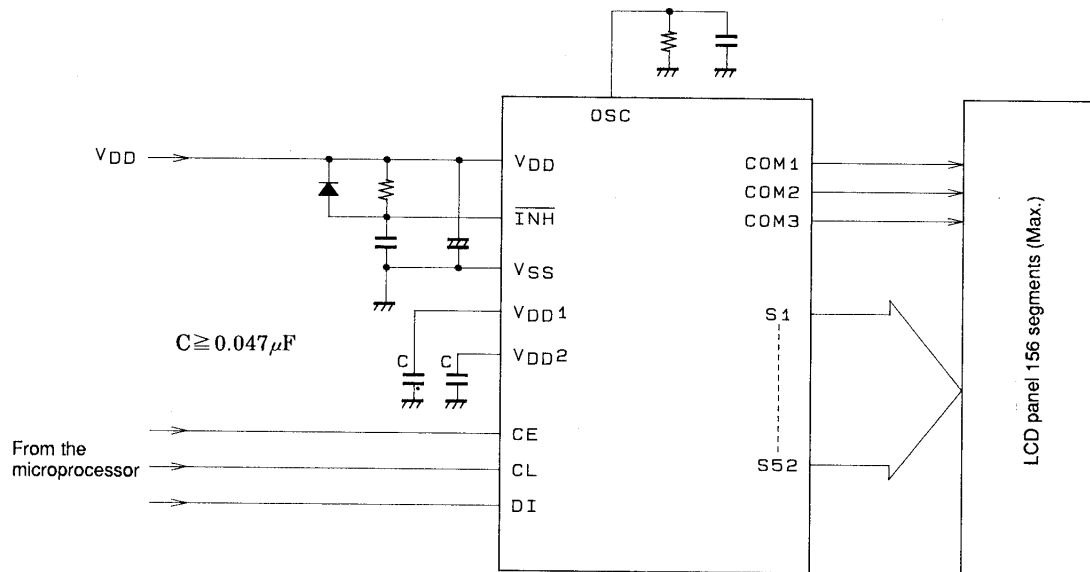 OSC
VDD
VDD
INH
VSS
VDD1
VDD2
C≧0.047μF
C
C
From the
microprocessor
CE
CL
DI
COM1
COM2
COM3
S1
S52
LCD panel 156 segments (Max.)